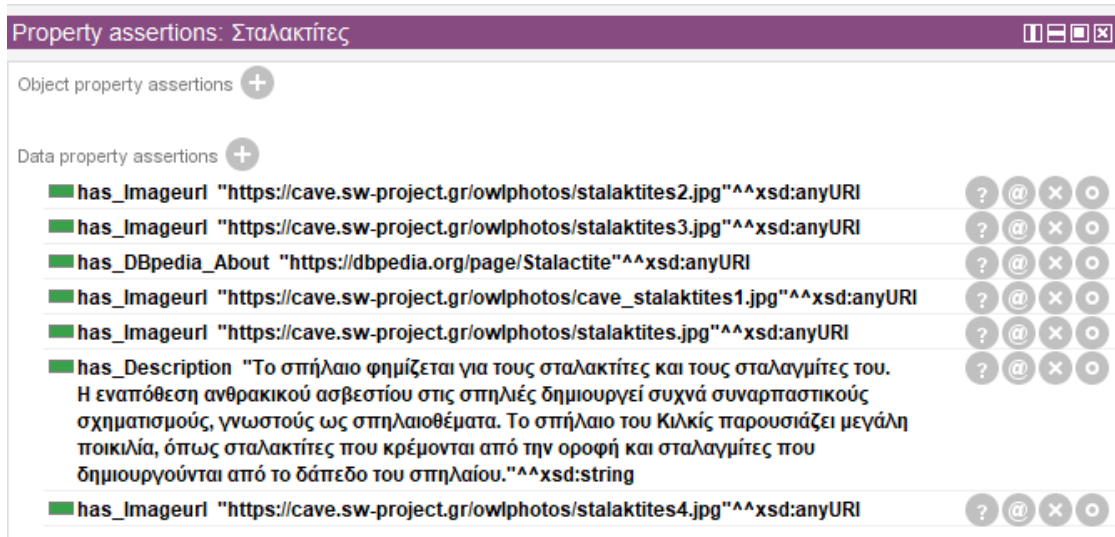 Property assertions: Σταλακτίτες
Object property assertions
Data property assertions
has_Imageurl "https://cave.sw-project.gr/owlphotos/stalaktites2.jpg"^^xsd:anyURI
has_Imageurl "https://cave.sw-project.gr/owlphotos/stalaktites3.jpg"^^xsd:anyURI
has_DBpedia_About "https://dbpedia.org/page/Stalactite"^^xsd:anyURI
has_Imageurl "https://cave.sw-project.gr/owlphotos/cave_stalaktites1.jpg"^^xsd:anyURI
has_Imageurl "https://cave.sw-project.gr/owlphotos/stalaktites.jpg"^^xsd:anyURI
has_Description "Το σπήλαιο φημίζεται για τους σταλακτίτες και τους σταλαγμίτες του.
Η εναπόθεση ανθρακικού ασβεστίου στις σπηλιές δημιουργεί συχνά συναρπαστικούς
σχηματισμούς, γνωστούς ως σπηλαιοθέματα. Το σπήλαιο του Κιλκίς παρουσιάζει μεγάλη
ποικιλία, όπως σταλακτίτες που κρέμονται από την οροφή και σταλαγμίτες που
δημιουργούνται από το δάπεδο του σπηλαίου."^^xsd:string
has_Imageurl "https://cave.sw-project.gr/owlphotos/stalaktites4.jpg"^^xsd:anyURI